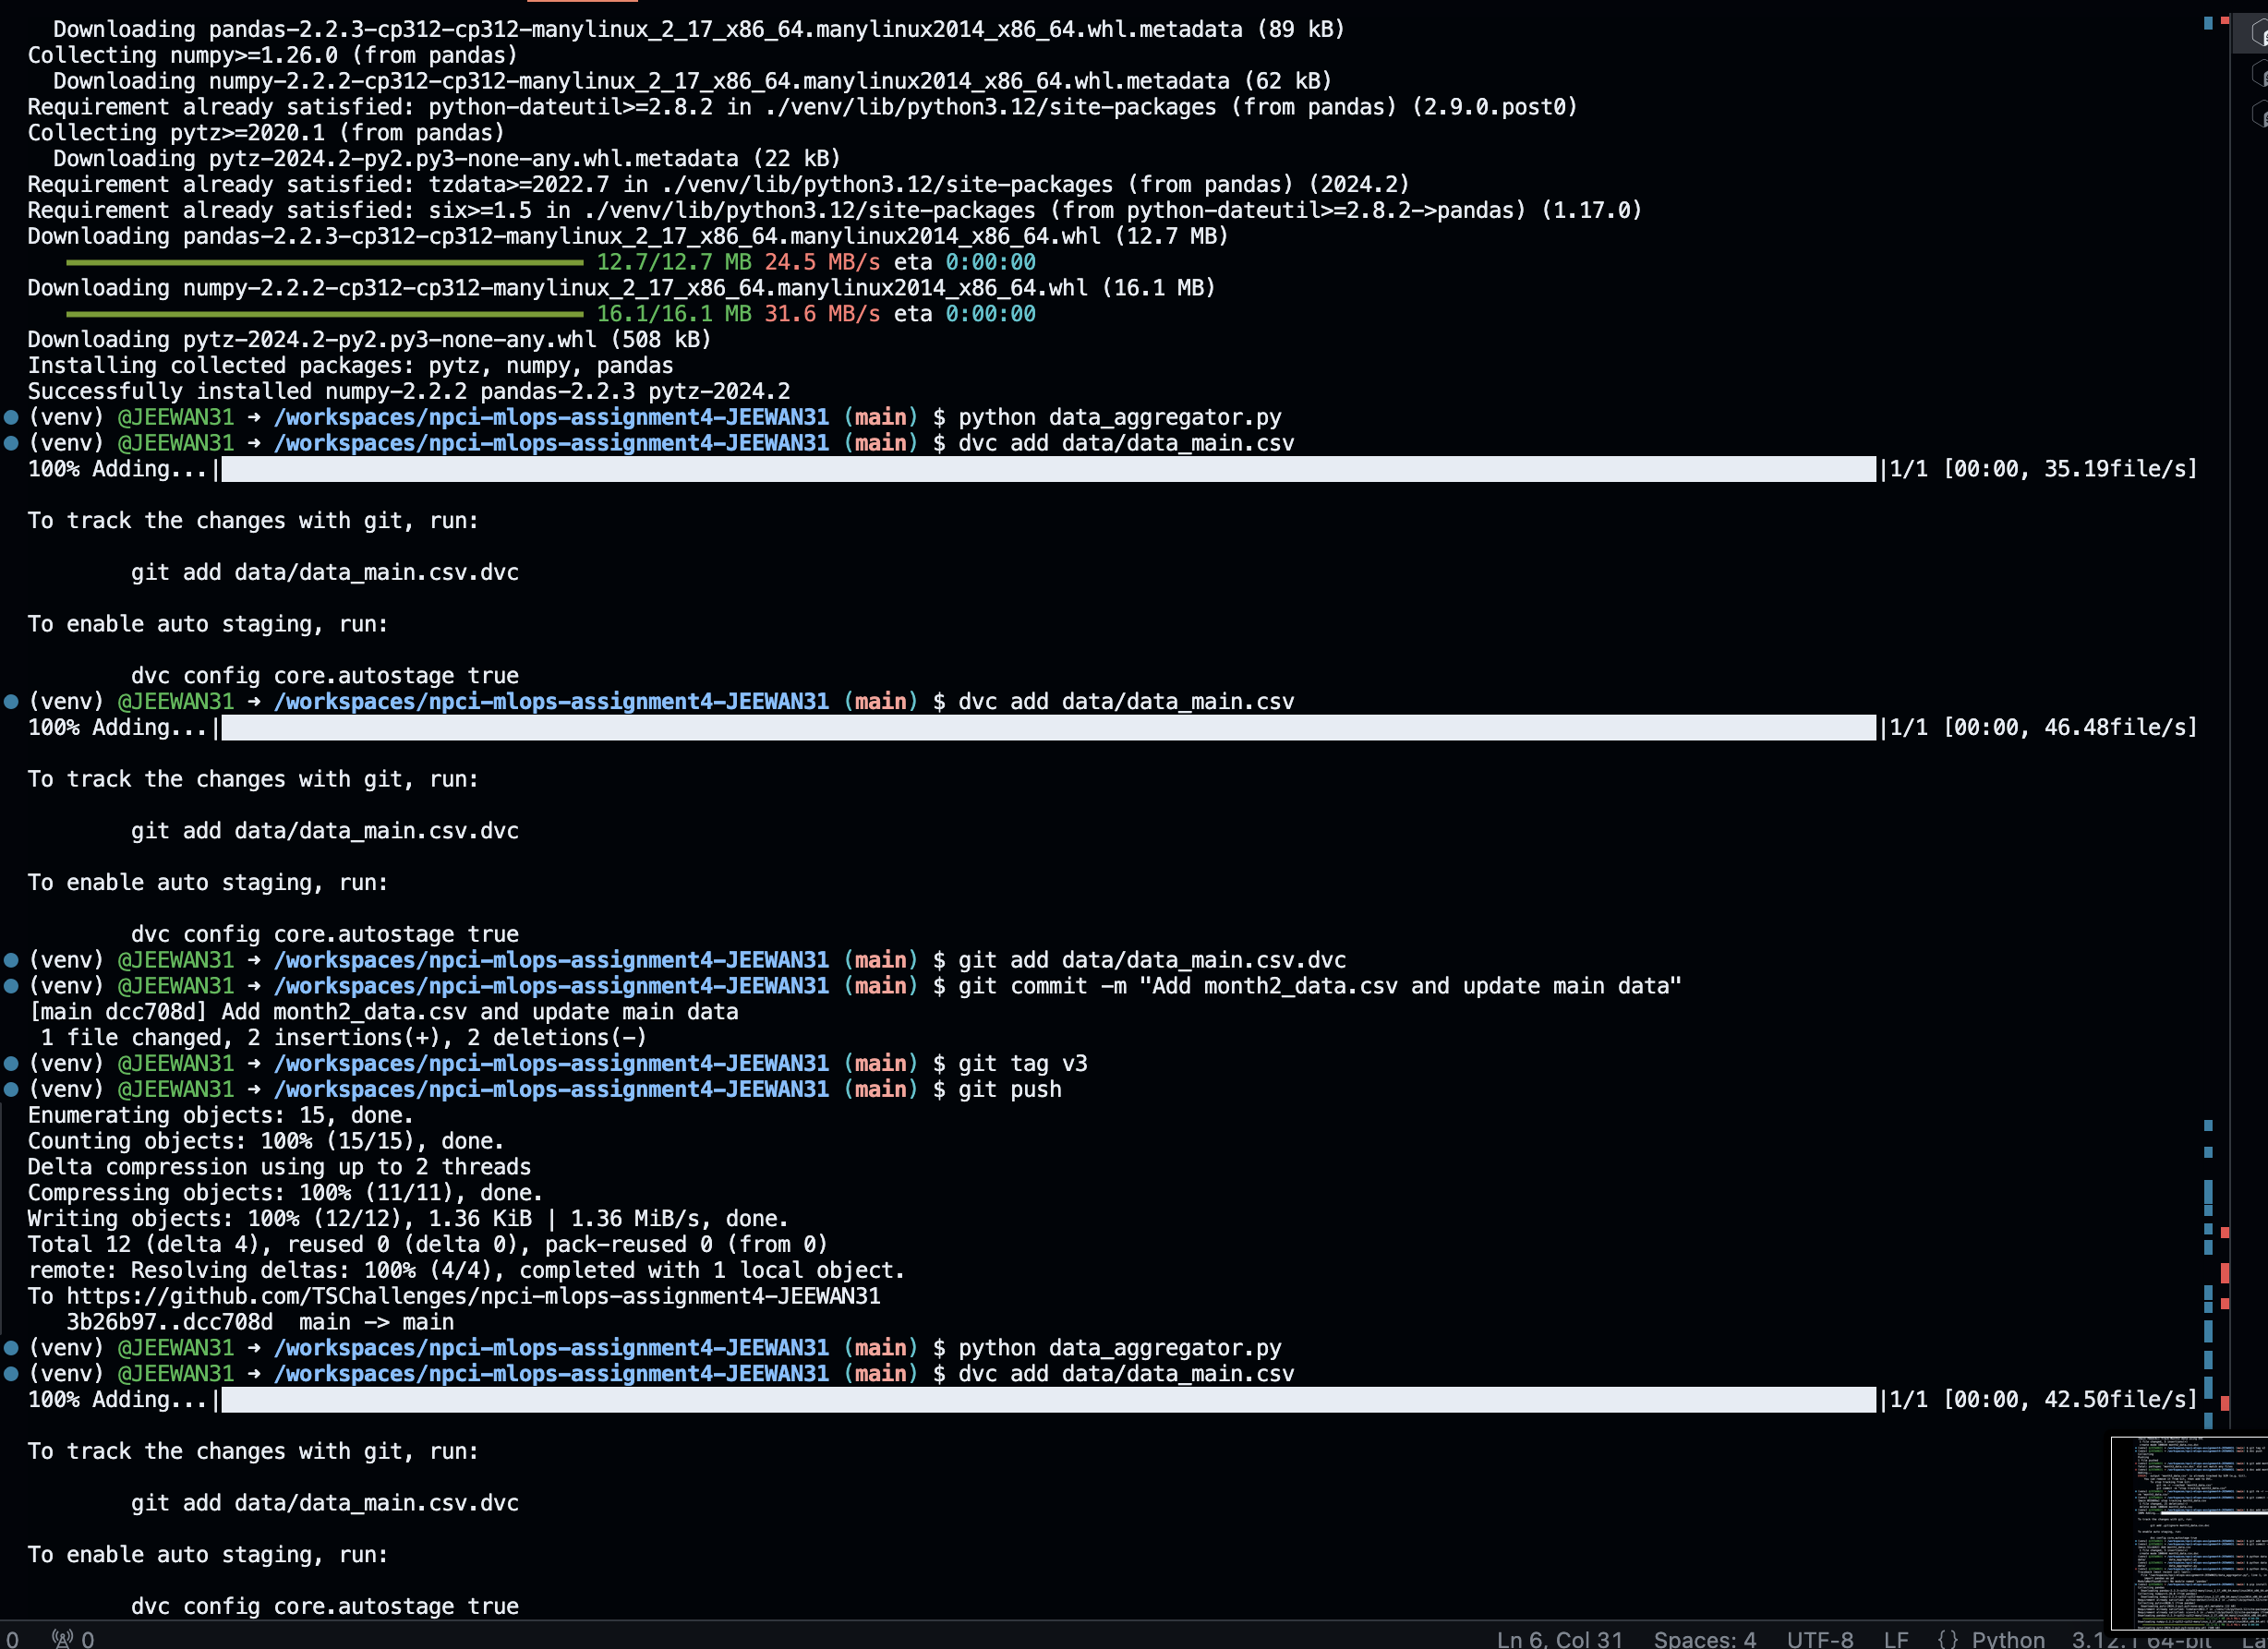 Downloading pandas-2.2.3-cp312-cp312-manylinux_2_17_x86_64.manylinux2014_x86_64.whl.metadata (89 kB)
Collecting numpy>=1.26.0 (from pandas)
Downloading numpy-2.2.2-cp312-cp312-manylinux_2_17_x86_64.manylinux2014_x86_64.whl.metadata (62 kB)
Requirement already satisfied: python-dateutil>=2.8.2 in ./venv/lib/python3.12/site-packages (from pandas) (2.9.0.post0)
Collecting pytz>=2020.1 (from pandas)
Downloading pytz-2024.2-py2.py3-none-any.whl.metadata (22 kB)
Requirement already satisfied: tzdata>=2022.7 in ./venv/lib/python3.12/site-packages (from pandas) (2024.2)
Requirement already satisfied: six>=1.5 in ./venv/lib/python3.12/site-packages (from python-dateutil>=2.8.2->pandas) (1.17.0)
Downloading pandas-2.2.3-cp312-cp312-manylinux_2_17_x86_64.manylinux2014_x86_64.whl (12.7 MB)
12.7/12.7 MB 24.5 MB/s eta 0:00:00
Downloading numpy-2.2.2-cp312-cp312-manylinux_2_17_x86_64.manylinux2014_x86_64.whl (16.1 MB)
16.1/16.1 MB 31.6 MB/s eta 0:00:00
Downloading pytz-2024.2-py2.py3-none-any.whl (508 kB)
Installing collected packages: pytz, numpy, pandas
Successfully installed numpy-2.2.2 pandas-2.2.3 pytz-2024.2
(venv) @JEEWAN31 ➜ /workspaces/npci-mlops-assignment4-JEEWAN31 (main) $ python data_aggregator.py
(venv) @JEEWAN31 ➜ /workspaces/npci-mlops-assignment4-JEEWAN31 (main) $ dvc add data/data_main.csv
100% Adding...| |1/1 [00:00, 35.19file/s]
To track the changes with git, run:
git add data/data_main.csv.dvc
To enable auto staging, run:
dvc config core.autostage true
(venv) @JEEWAN31 ➜ /workspaces/npci-mlops-assignment4-JEEWAN31 (main) $ dvc add data/data_main.csv
100% Adding...| |1/1 [00:00, 46.48file/s]
To track the changes with git, run:
git add data/data_main.csv.dvc
To enable auto staging, run:
dvc config core.autostage true
(venv) @JEEWAN31 ➜ /workspaces/npci-mlops-assignment4-JEEWAN31 (main) $ git add data/data_main.csv.dvc
(venv) @JEEWAN31 ➜ /workspaces/npci-mlops-assignment4-JEEWAN31 (main) $ git commit -m "Add month2_data.csv and update main data"
[main dcc708d] Add month2_data.csv and update main data
1 file changed, 2 insertions(+), 2 deletions(-)
(venv) @JEEWAN31 ➜ /workspaces/npci-mlops-assignment4-JEEWAN31 (main) $ git tag v3
(venv) @JEEWAN31 ➜ /workspaces/npci-mlops-assignment4-JEEWAN31 (main) $ git push
Enumerating objects: 15, done.
Counting objects: 100% (15/15), done.
Delta compression using up to 2 threads
Compressing objects: 100% (11/11), done.
Writing objects: 100% (12/12), 1.36 KiB | 1.36 MiB/s, done.
Total 12 (delta 4), reused 0 (delta 0), pack-reused 0 (from 0)
remote: Resolving deltas: 100% (4/4), completed with 1 local object.
To https://github.com/TSChallenges/npci-mlops-assignment4-JEEWAN31
3b26b97..dcc708d  main -> main
(venv) @JEEWAN31 ➜ /workspaces/npci-mlops-assignment4-JEEWAN31 (main) $ python data_aggregator.py
(venv) @JEEWAN31 ➜ /workspaces/npci-mlops-assignment4-JEEWAN31 (main) $ dvc add data/data_main.csv
100% Adding...| |1/1 [00:00, 42.50file/s]
To track the changes with git, run:
git add data/data_main.csv.dvc
To enable auto staging, run:
dvc config core.autostage true
0 0 Ln 6, Col 31 Spaces: 4 UTF-8 LF {} Python